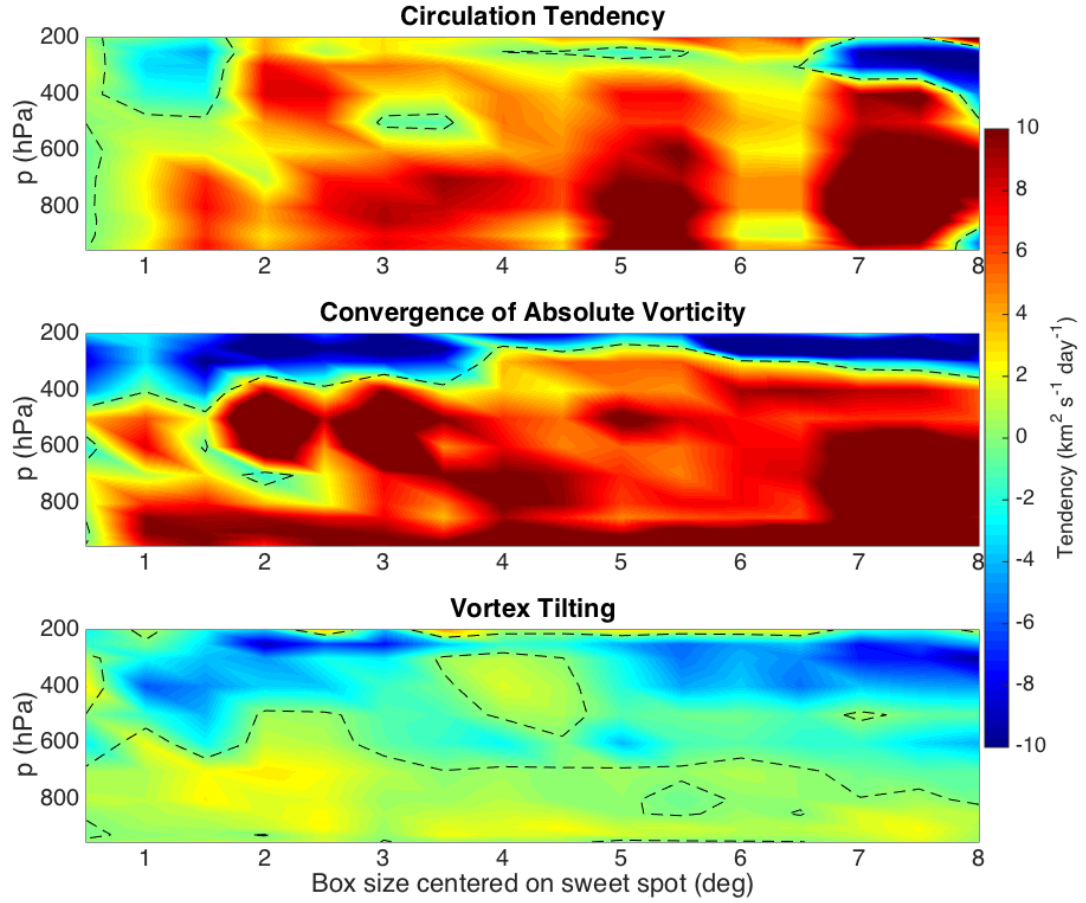 Circulation Tendency
200
400
600
800
p (hPa)
1 2 3 4 5 6 7 8
Convergence of Absolute Vorticity
200
400
600
800
p (hPa)
1 2 3 4 5 6 7 8
Vortex Tilting
200
400
600
800
p (hPa)
1 2 3 4 5 6 7 8
Box size centered on sweet spot (deg)
10
8
6
4
2
0
-2
-4
-6
-8
-10
Tendency (km² s⁻¹ day⁻¹)